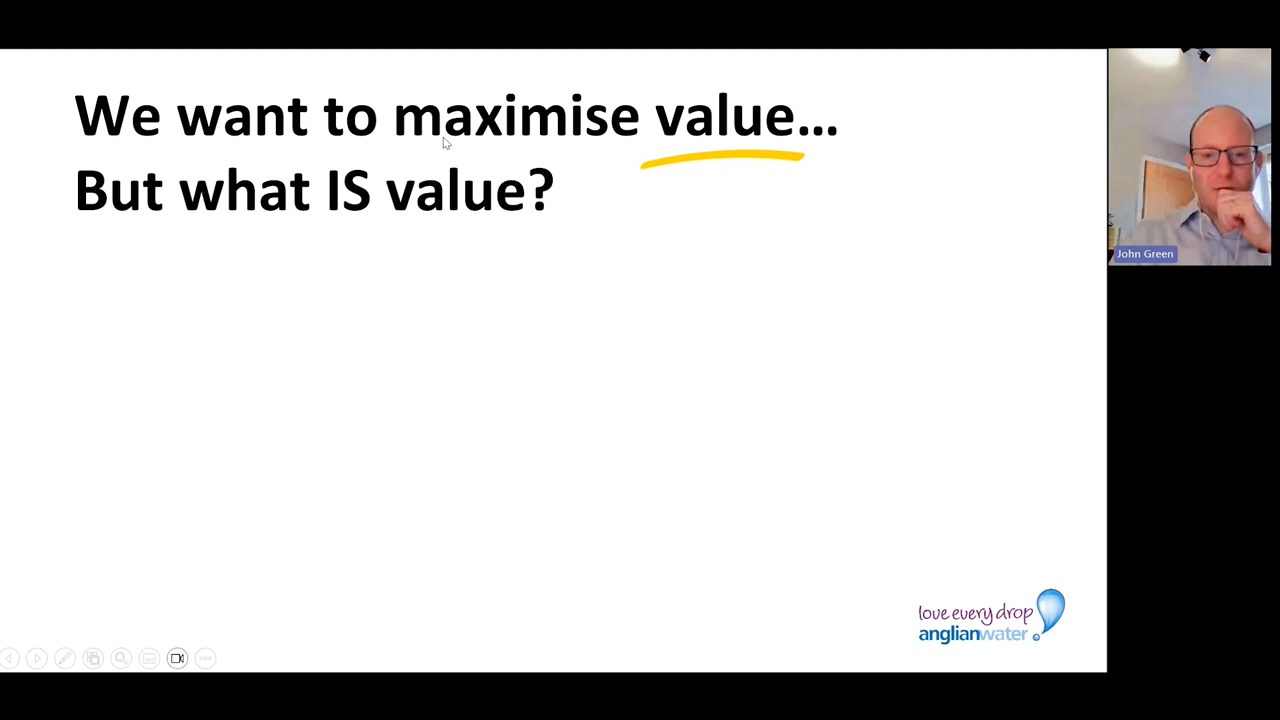 We want to maximise value...
But what IS value?
John Green
love every drop
anglianwater